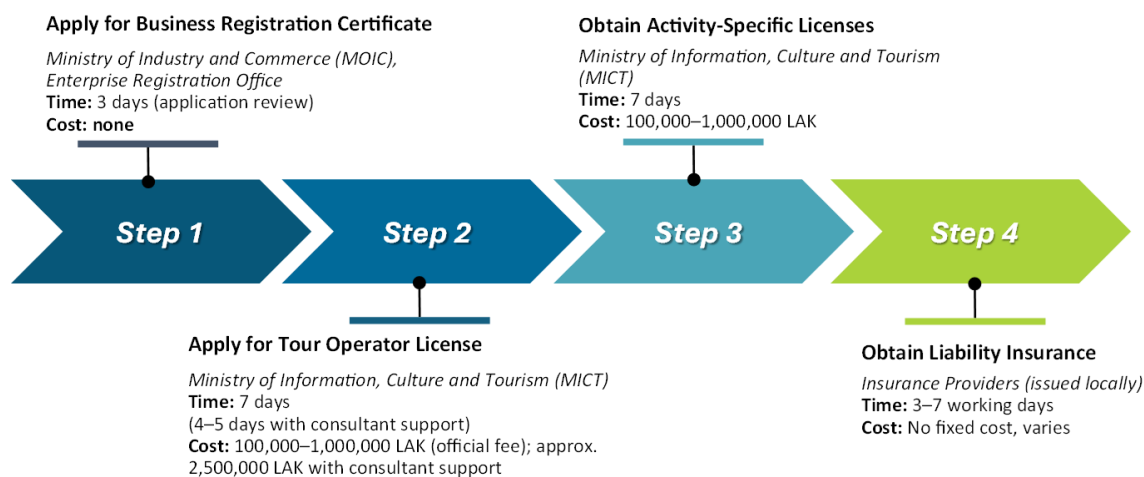 Apply for Business Registration Certificate
Ministry of Industry and Commerce (MOIC),
Enterprise Registration Office
Time: 3 days (application review)
Cost: none
Obtain Activity-Specific Licenses
Ministry of Information, Culture and Tourism
(MICT)
Time: 7 days
Cost: 100,000–1,000,000 LAK
Step 1
Step 2
Step 3
Step 4
Apply for Tour Operator License
Ministry of Information, Culture and Tourism (MICT)
Time: 7 days
(4–5 days with consultant support)
Cost: 100,000–1,000,000 LAK (official fee); approx.
2,500,000 LAK with consultant support
Obtain Liability Insurance
Insurance Providers (issued locally)
Time: 3–7 working days
Cost: No fixed cost, varies